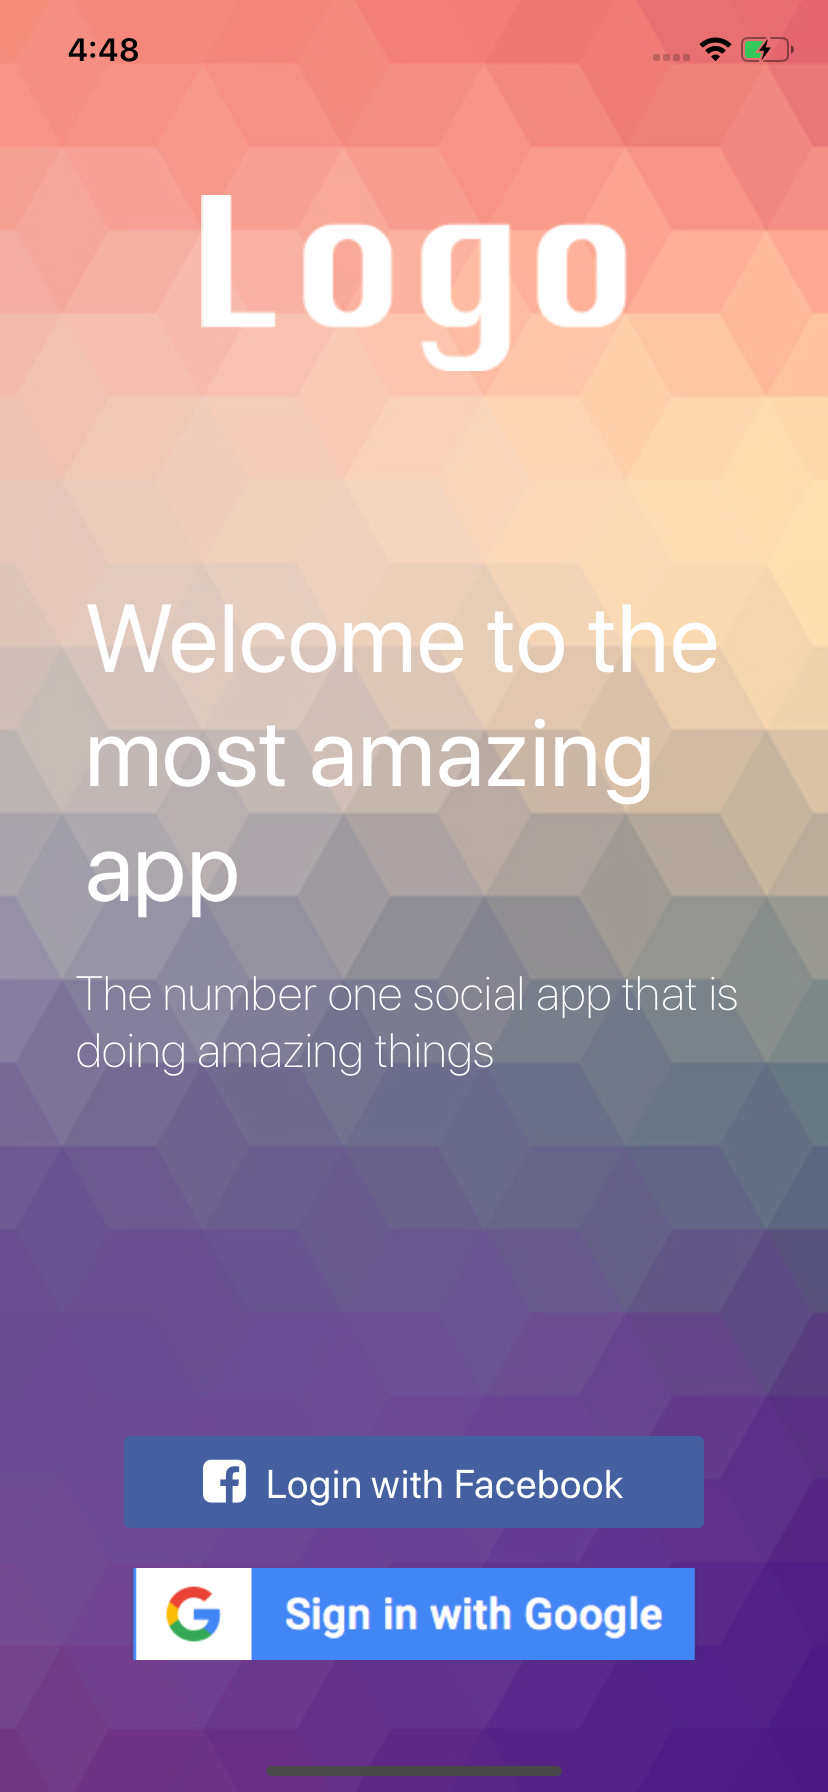 4:48
Logo
Welcome to the
most amazing
app
The number one social app that is
doing amazing things
Login with Facebook
Sign in with Google